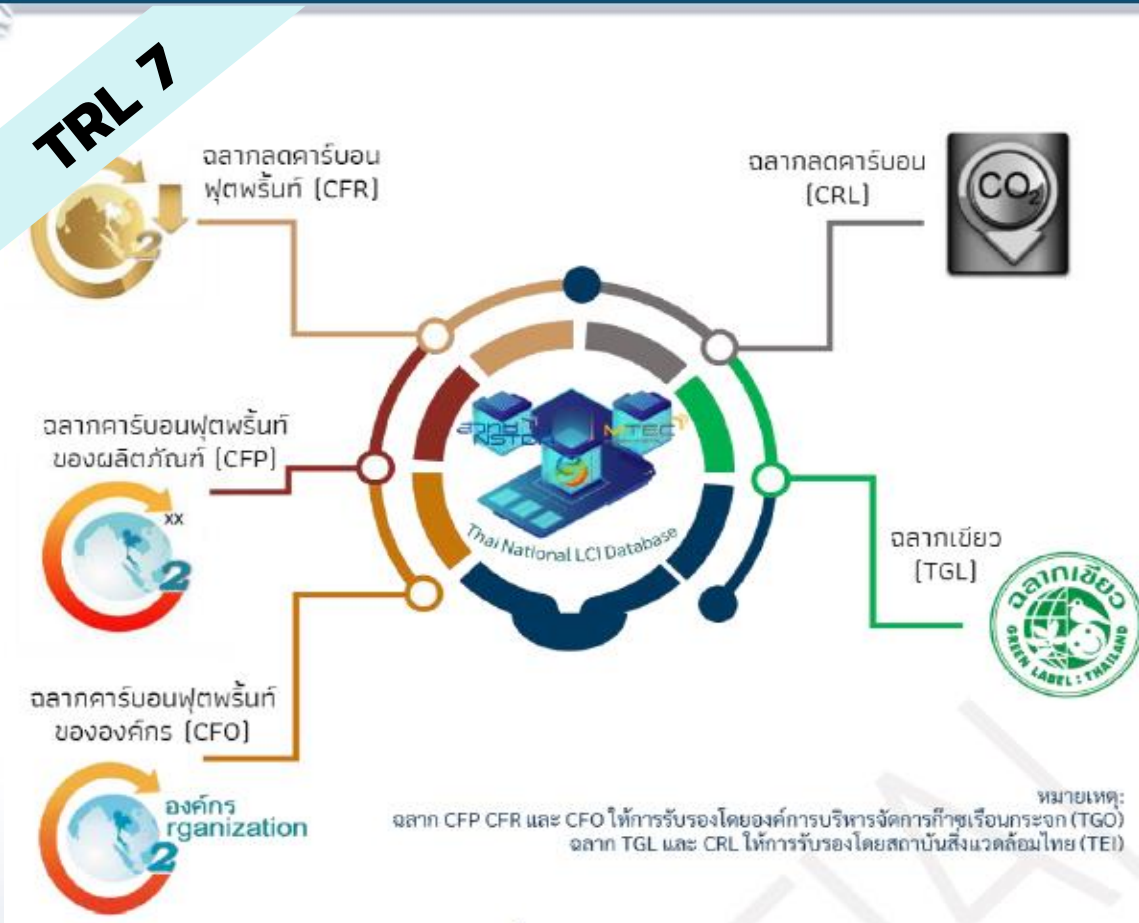 TRL 7
ฉลากลดคาร์บอน
ฟุตพริ้นท์ (CFR)
2
ฉลากลดคาร์บอน
(CRL)
CO2
ฉลากคาร์บอนฟุตพริ้นท์
ของผลิตภัณฑ์ (CFP)
xx
2
สวทช
NSTDA
MTEC
Thai National LCI Database
ฉลากเขียว
(TGL)
ฉลากเขียว
GREEN LABEL : THAILAND
ฉลากคาร์บอนฟุตพริ้นท์
ขององค์กร (CFO)
องค์กร
rganization
2
หมายเหตุ:
ฉลาก CFP CFR และ CFO ให้การรับรองโดยองค์การบริหารจัดการก๊าซเรือนกระจก (TGO)
ฉลาก TGL และ CRL ให้การรับรองโดยสถาบันสิ่งแวดล้อมไทย (TEI)